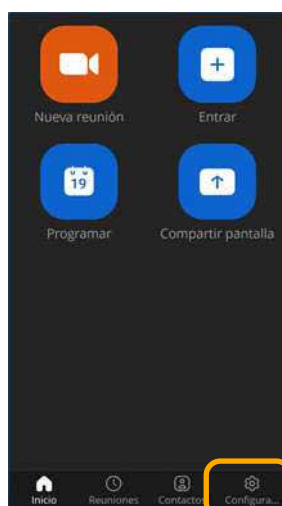 Nueva reunión
Entrar
19
Programar
Compartir pantalla
Inicio
Reuniones
Contactos
Configura...